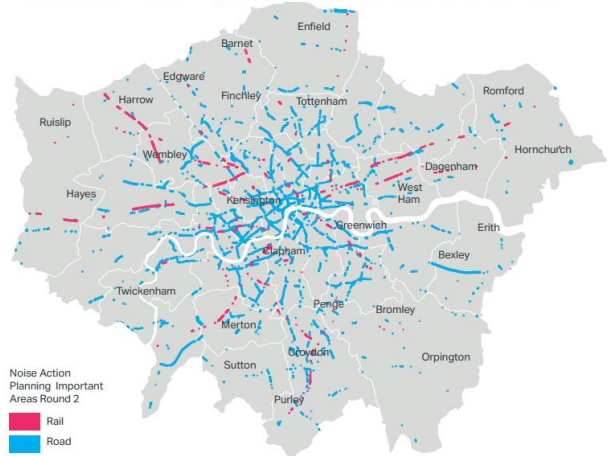 Enfield
Barnet
Edgware
Harrow
Finchley
Tottenham
Romford
Ruislip
Wembley
Hornchurch
Dagenham
Hayes
West
Ham
Kensington
Greenwich
Erith
Clapham
Bexley
Twickenham
Penge
Bromley
Merton
Croydon
Orpington
Sutton
Purley
Noise Action
Planning Important
Areas Round 2
Rail
Road